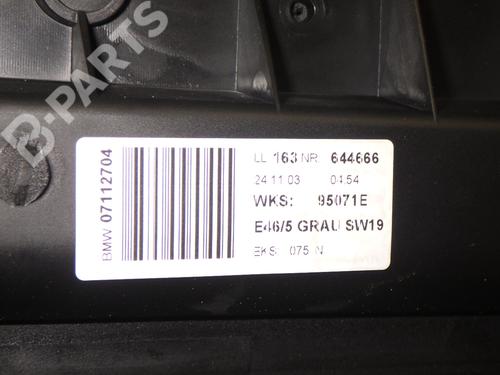 B-PARTS
BMW 07112704
LL 163 NR 644666
24 11 03 04:54
WKS: 95071E
E46/5 GRAU SW19
EKS: 075 N